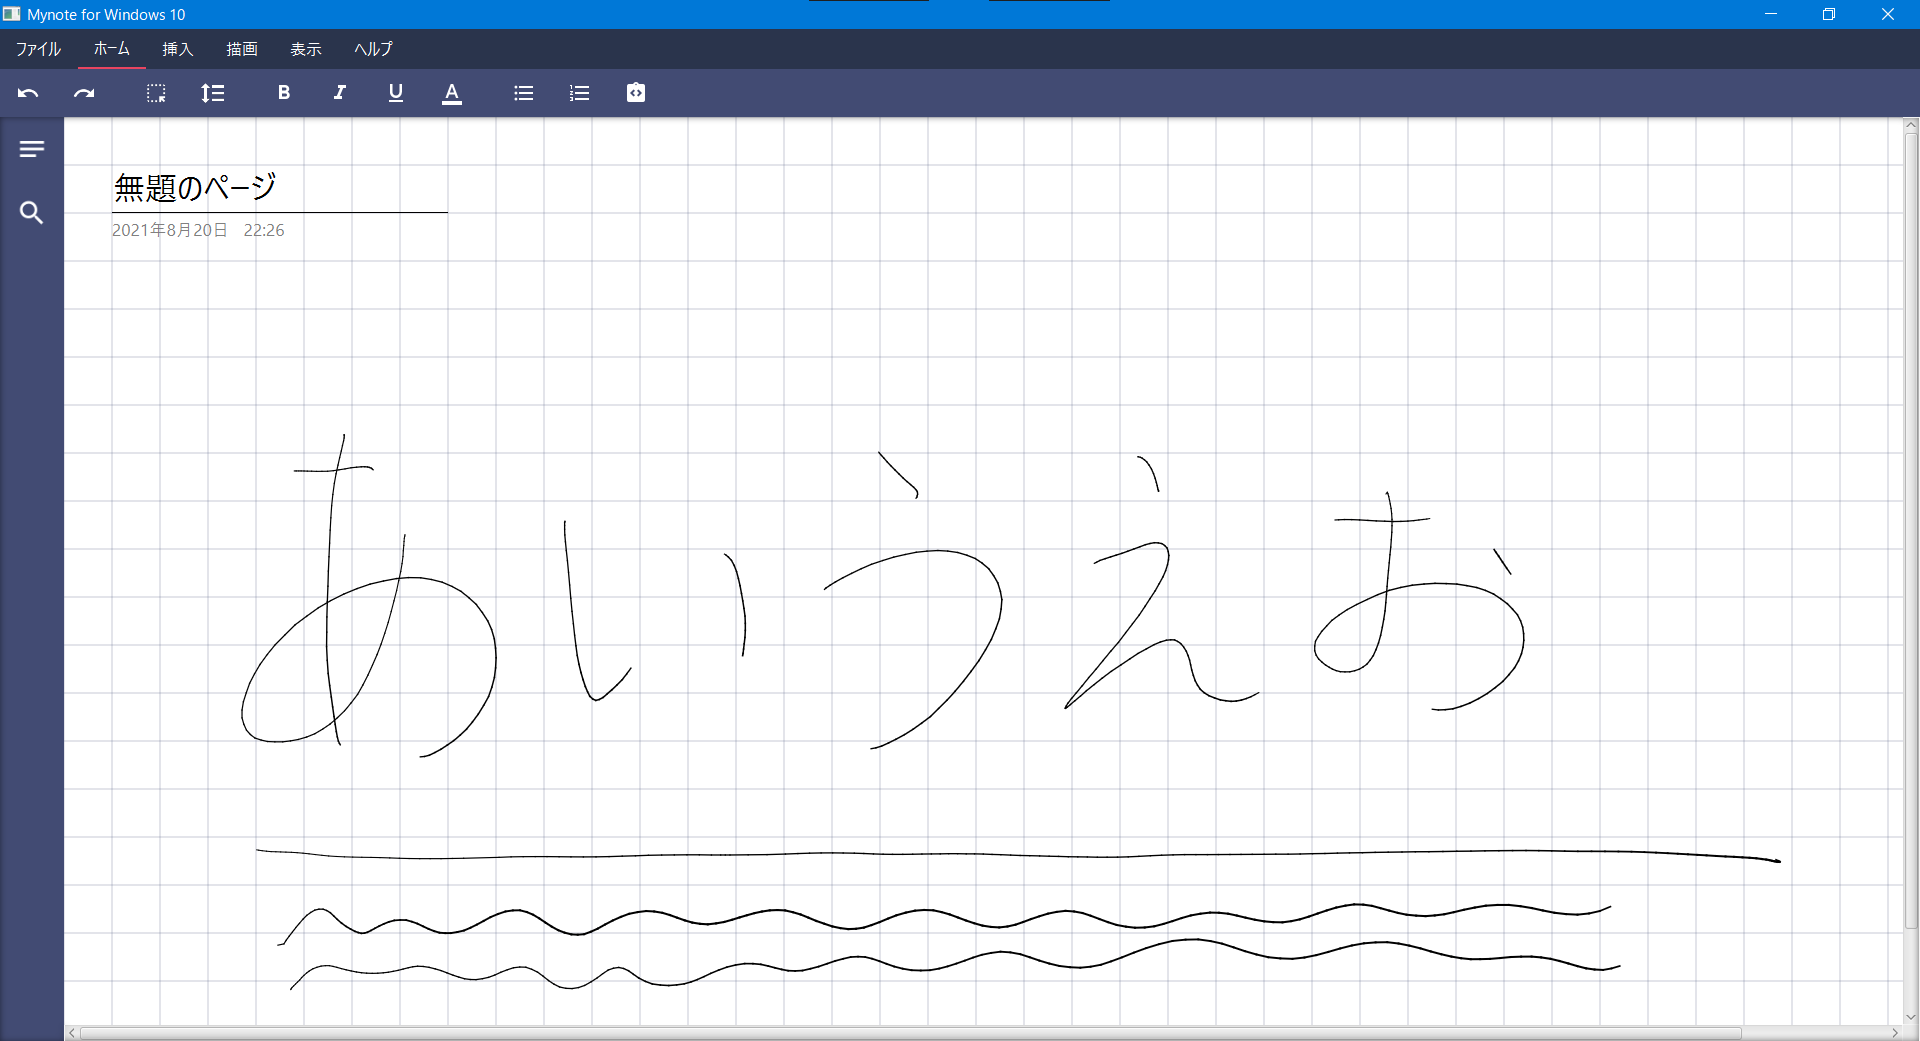 Mynote for Windows 10
ファイル ホーム 挿入 描画 表示 ヘルプ
B I U A
無題のページ
2021年8月20日 22:26
あいうえお